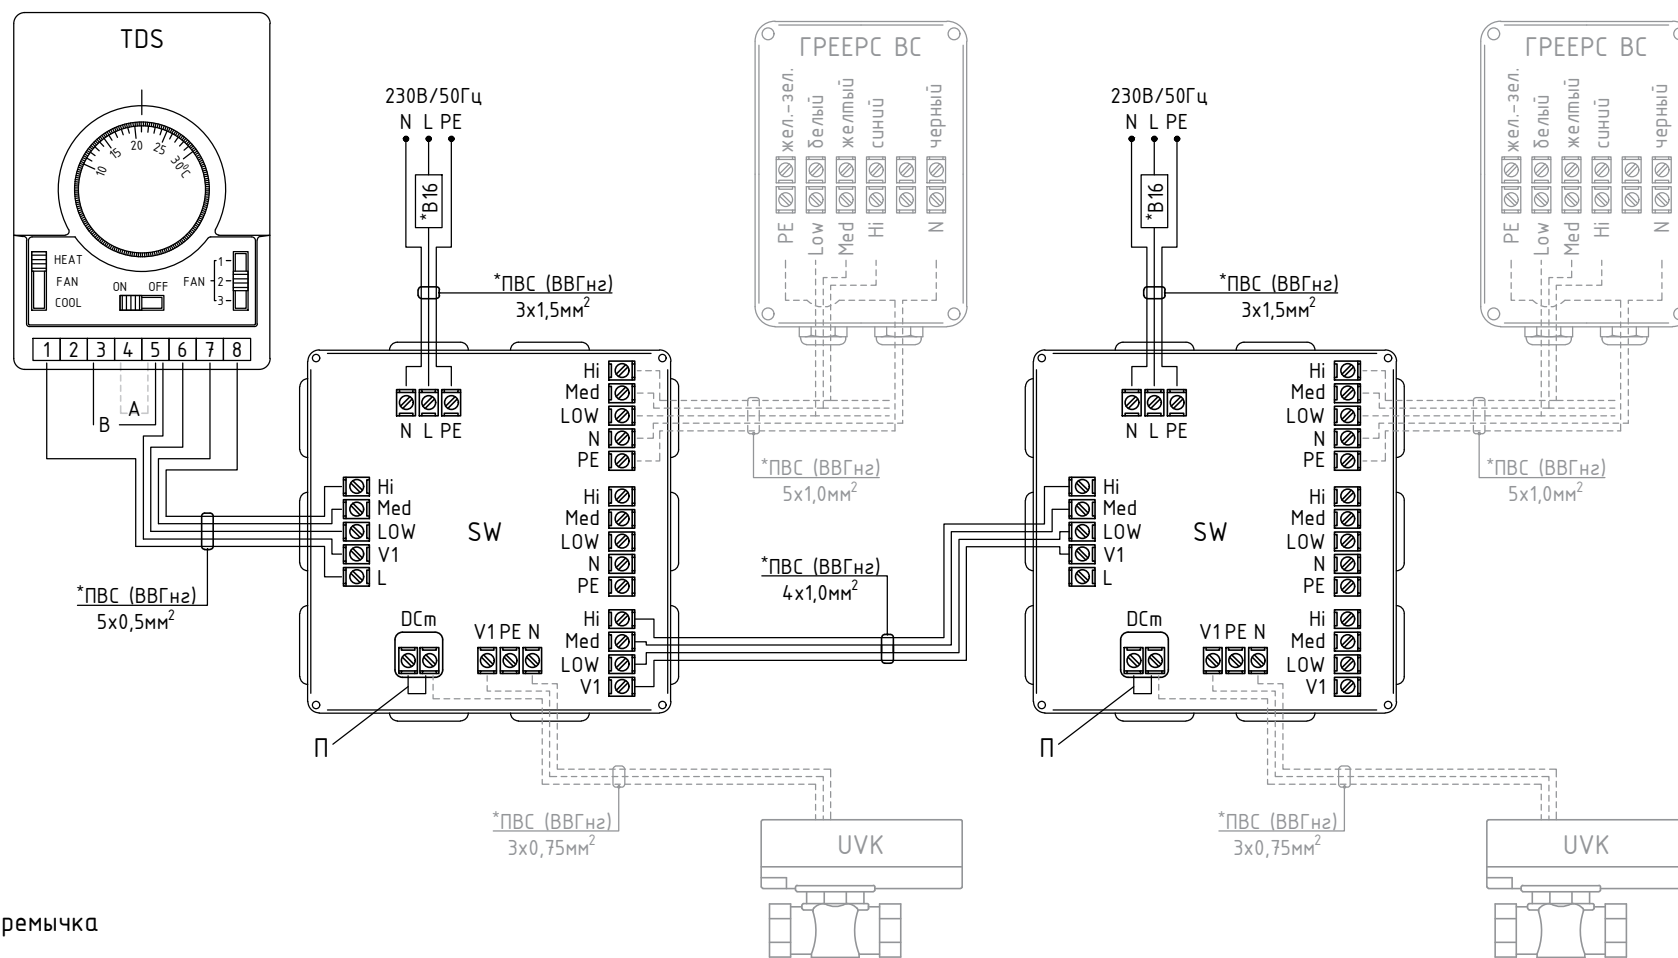 TDS
10 15 20 25 30°C
HEAT
FAN
COOL
ON OFF
FAN
1
2
3
1 2 3 4 5 6 7 8
A
B
*ПВС (ВВГнг)
5x0,5мм²
230В/50Гц
N L PE
*В16
*ПВС (ВВГнг)
3x1,5мм²
N L PE
Hi
Med
LOW
V1
L
SW
DCm
V1 PE N
П
Hi
Med
LOW
N
PE
Hi
Med
LOW
N
PE
Hi
Med
LOW
V1
ГРЕЕРС ВС
жел.-зел.
белый
желтый
синий
черный
PE
Low
Med
Hi
N
*ПВС (ВВГнг)
5x1,0мм²
*ПВС (ВВГнг)
4x1,0мм²
*ПВС (ВВГнг)
3x0,75мм²
UVK
230В/50Гц
N L PE
*В16
*ПВС (ВВГнг)
3x1,5мм²
N L PE
Hi
Med
LOW
V1
L
SW
DCm
V1 PE N
П
Hi
Med
LOW
N
PE
Hi
Med
LOW
N
PE
Hi
Med
LOW
V1
ГРЕЕРС ВС
жел.-зел.
белый
желтый
синий
черный
PE
Low
Med
Hi
N
*ПВС (ВВГнг)
5x1,0мм²
*ПВС (ВВГнг)
3x0,75мм²
UVK
ремычка